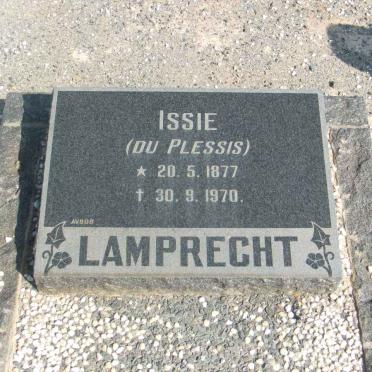 ISSIE
(DU PLESSIS)
★ 20. 5. 1877
† 30. 9. 1970.
LAMPRECHT